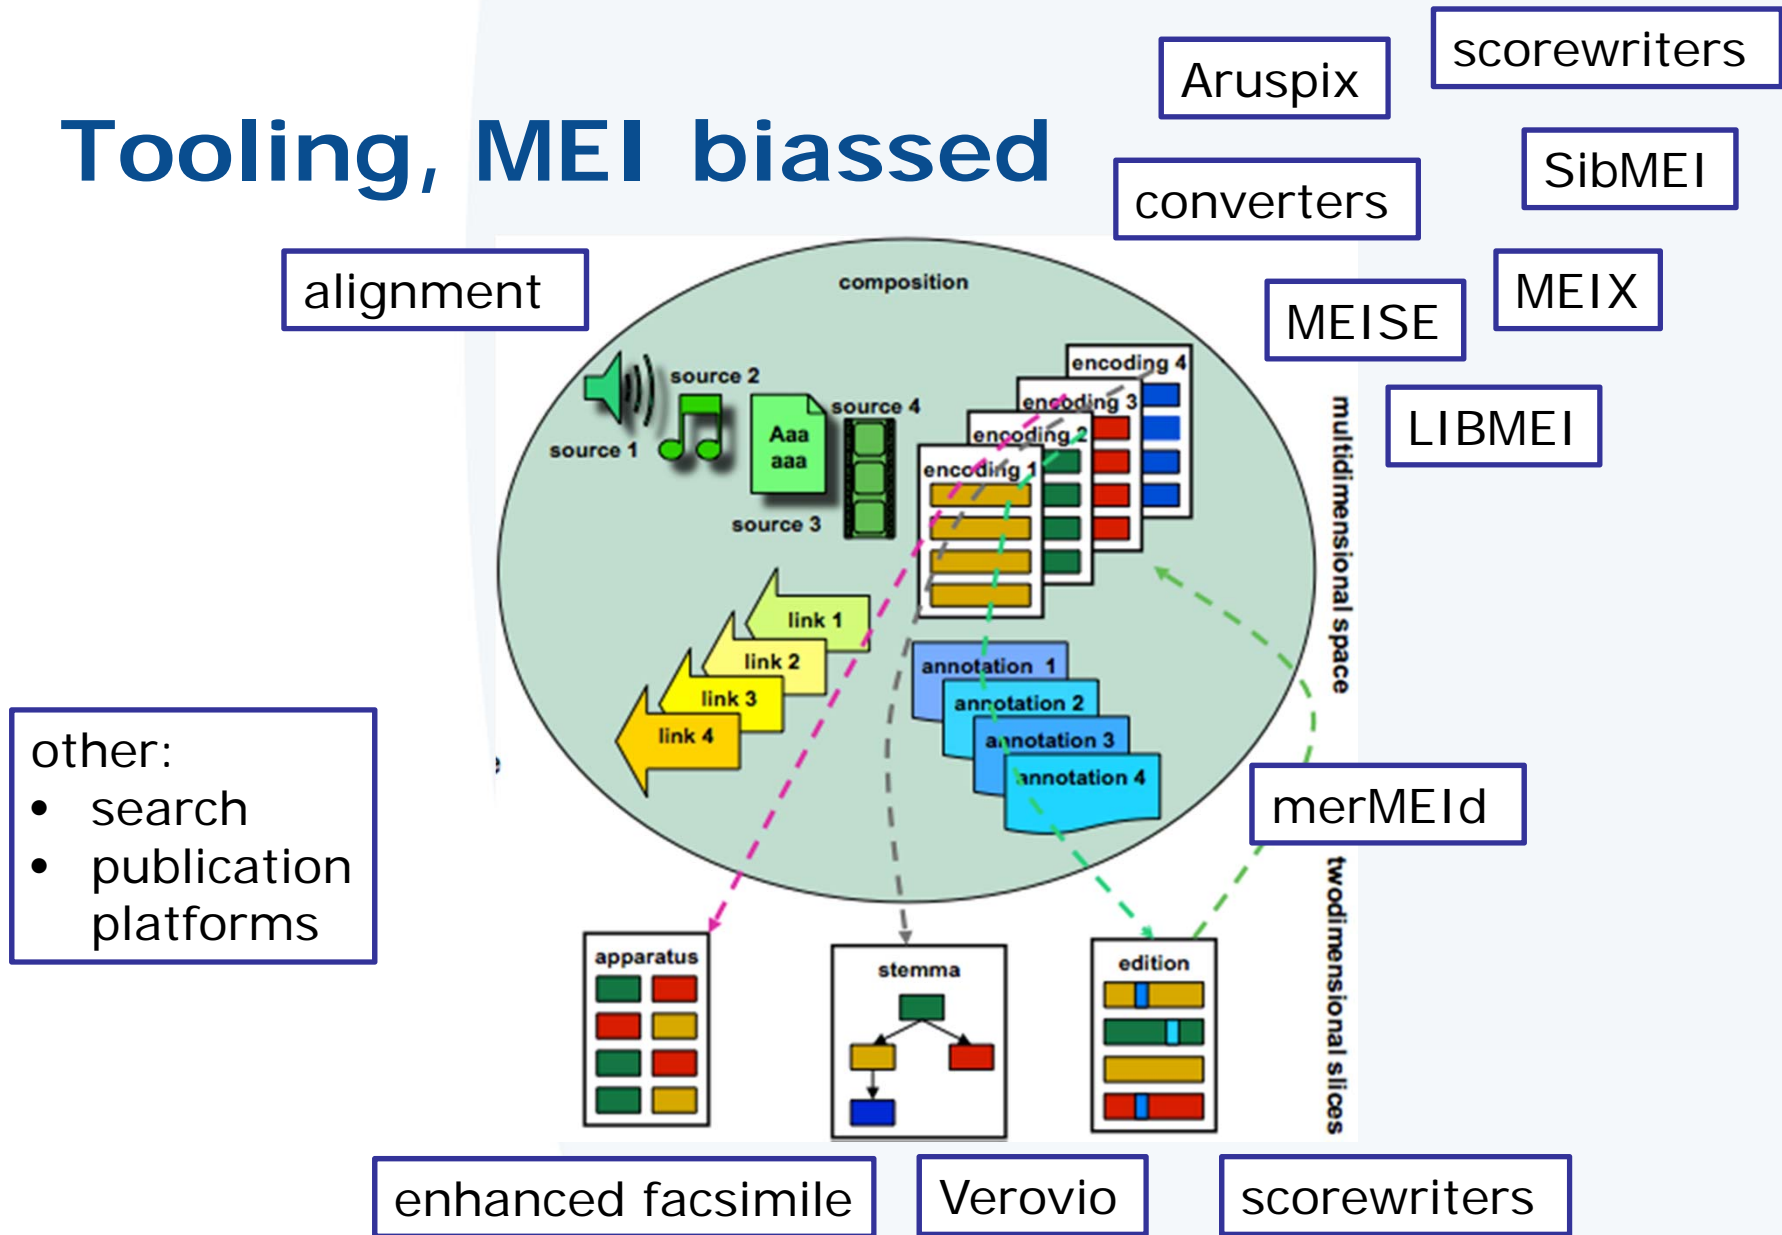 Tooling, MEI biassed
Aruspix
scorewriters
converters
SibMEI
alignment
MEISE
MEIX
LIBMEI
composition
source 1
source 2
Aaa
aaa
source 3
source 4
encoding 4
encoding 3
encoding 2
encoding 1
multidimensional space
link 1
link 2
link 3
link 4
annotation 1
annotation 2
annotation 3
annotation 4
other:
• search
• publication
platforms
merMEId
twodimensional slices
apparatus
stemma
edition
enhanced facsimile
Verovio
scorewriters